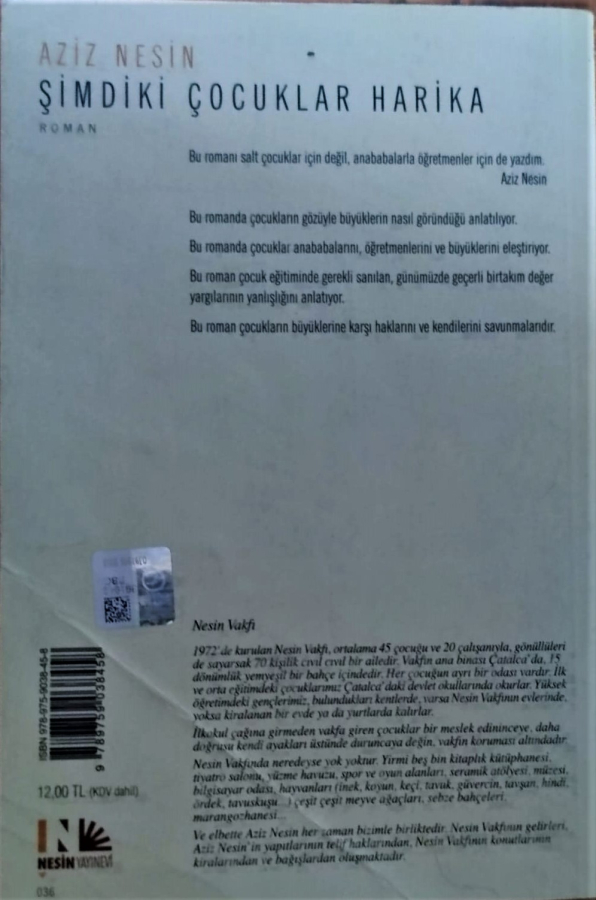 AZİZ NESİN
ŞİMDİKİ ÇOCUKLAR HARİKA
ROMAN
Bu romanı salt çocuklar için değil, anababalarla öğretmenler için de yazdım.
Aziz Nesin
Bu romanda çocukların gözüyle büyüklerin nasıl göründüğü anlatılıyor.
Bu romanda çocuklar anababalarını, öğretmenlerini ve büyüklerini eleştiriyor.
Bu roman çocuk eğitiminde gerekli sanılan, günümüzde geçerli birtakım değer
yargılarının yanlışlığını anlatıyor.
Bu roman çocukların büyüklerine karşı haklarını ve kendilerini savunmalarıdır.
Nesin Vakfı
1972'de kurulan Nesin Vakfı, ortalama 45 çocuğu ve 20 çalışanıyla, gönüllüleri
de sayarsak 70 kişilik cıvıl cıvıl bir ailedir. Vakfın ana binası Çatalca'da, 15
dönümlük yemyeşil bir bahçe içindedir. Her çocuğun ayrı bir odası vardır. İlk
ve orta eğitimdeki çocuklarımız Çatalca'daki devlet okullarında okurlar. Yüksek
öğretimdeki gençlerimiz, bulundukları kentlerde, varsa Nesin Vakfının evlerinde,
yoksa kiralanan bir evde ya da yurtlarda kalırlar.
İlkokul çağına girmeden vakfa giren çocuklar bir meslek edininceye, daha
doğrusu kendi ayakları üstünde duruncaya değin, vakfın koruması altındadır.
Nesin Vakfında neredeyse yok yoktur. Yirmi beş bin kitaplık kütüphanesi,
tiyatro salonu, yüzme havuzu, spor ve oyun alanları, seramik atölyesi, müzesi,
bilgisayar odası, hayvanları (inek, koyun, keçi, tavuk, güvercin, tavşan, hindi,
ördek, tavuskuşu...) çeşit çeşit meyve ağaçları, sebze bahçeleri,
marangozhanesi...
Ve elbette Aziz Nesin her zaman bizimle birliktedir. Nesin Vakfının gelirleri,
Aziz Nesin'in yapıtlarının telif haklarından, Nesin Vakfının konutlarının
kiralarından ve bağışlardan oluşmaktadır.
ISBN 978-975-9038-45-8
9 789759 038458
12,00 TL (KDV dahil)
NESİN YAYINEVİ
036